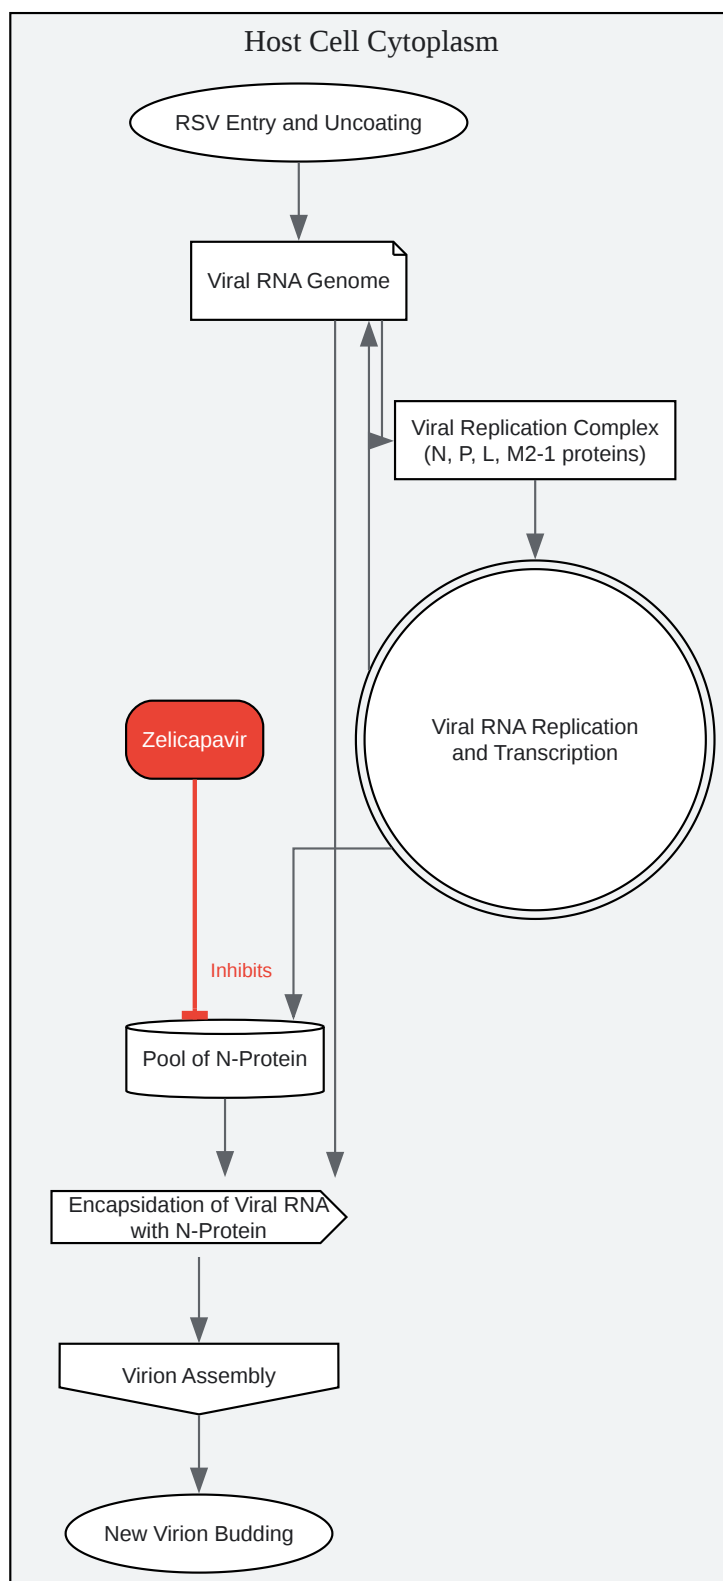 Host Cell Cytoplasm
RSV Entry and Uncoating
Viral RNA Genome
Viral Replication Complex
(N, P, L, M2-1 proteins)
Viral RNA Replication
and Transcription
Zelicapavir
Inhibits
Pool of N-Protein
Encapsidation of Viral RNA
with N-Protein
Virion Assembly
New Virion Budding